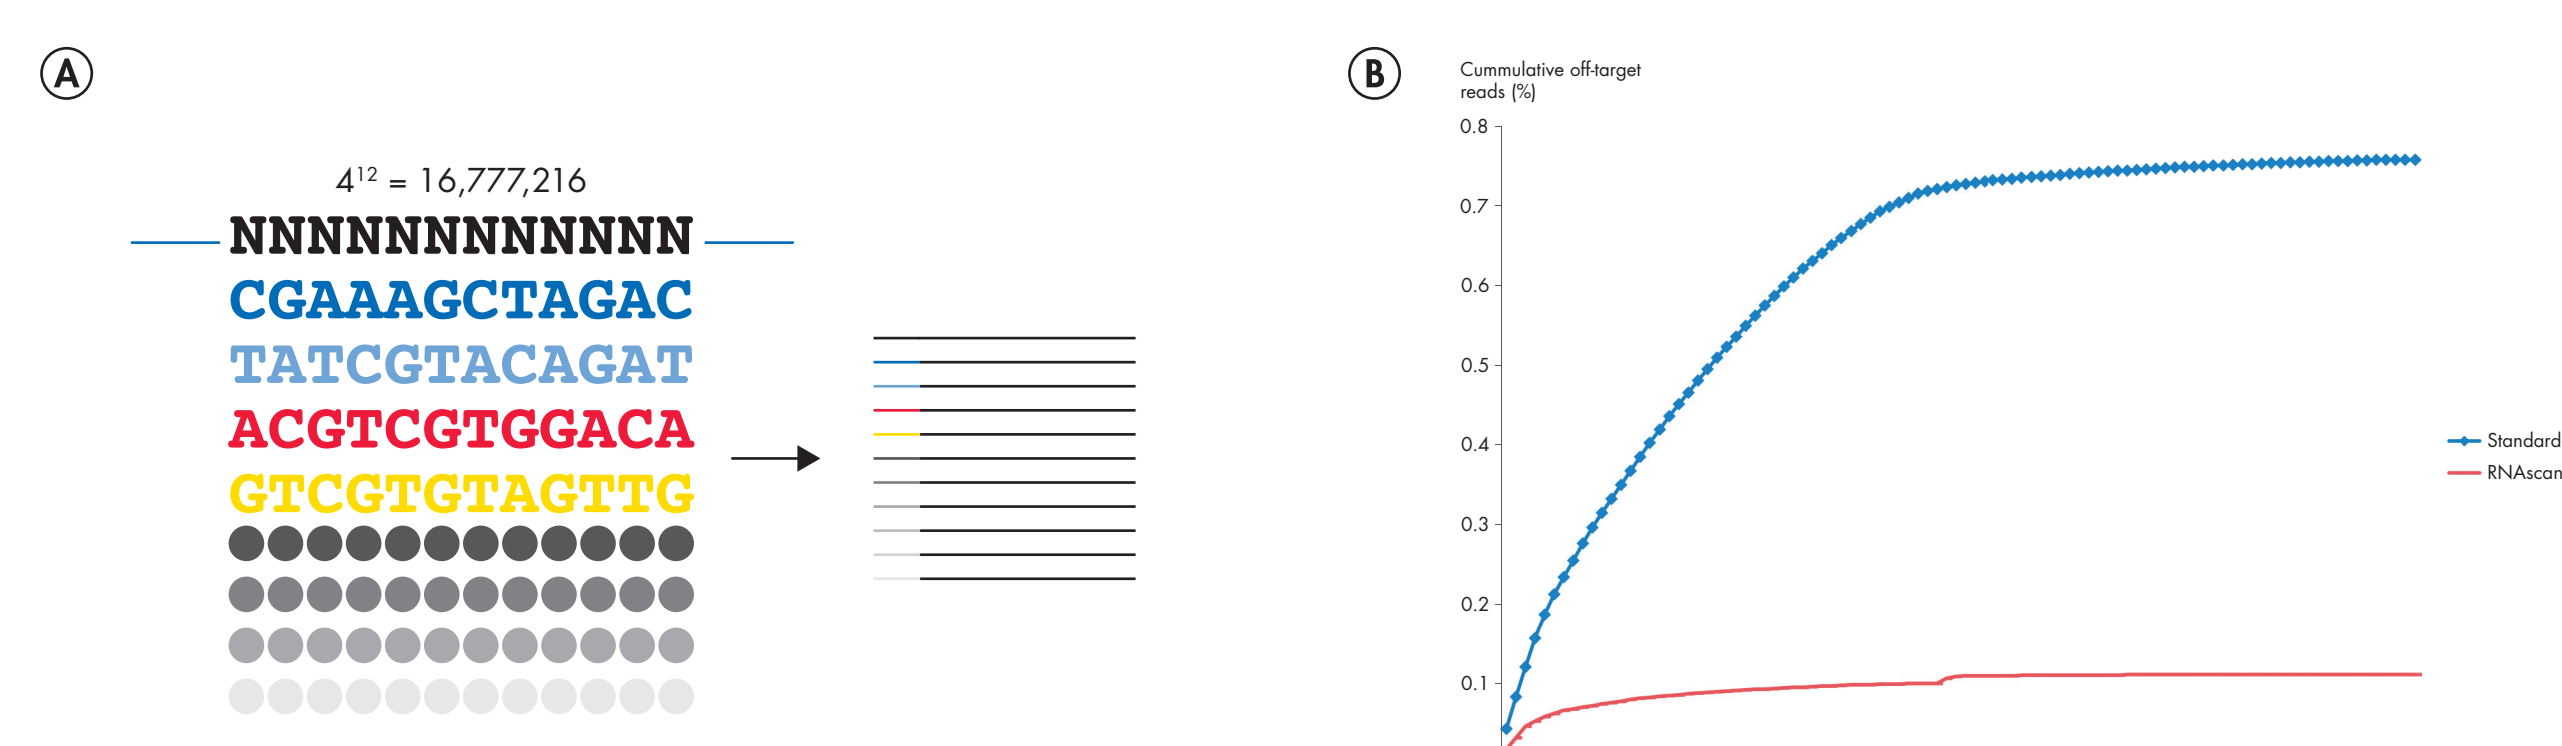 A
4¹² = 16,777,216
NNNNNNNNNNNN
CGAAAGCTAGAC
TATCGTACAGAT
ACGTCGTGGACA
GTCGTGTAGTTG
B
Cummulative off-target
reads (%)
0.8
0.7
0.6
0.5
0.4
0.3
0.2
0.1
Standard
RNAscan